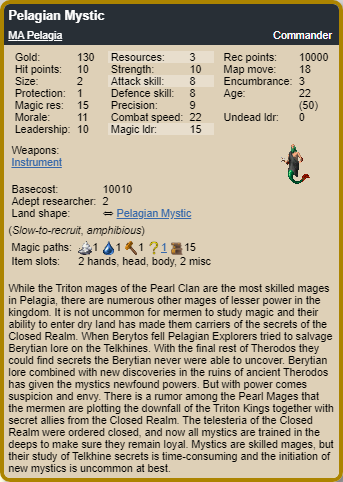 Pelagian Mystic
MA Pelagia Commander
Gold: 130 Resources: 3 Rec points: 10000
Hit points: 10 Strength: 10 Map move: 18
Size: 2 Attack skill: 8 Encumbrance: 3
Protection: 1 Defence skill: 8 Age: 22
Magic res: 15 Precision: 9 (50)
Morale: 11 Combat speed: 22 Undead ldr: 0
Leadership: 10 Magic ldr: 15
Weapons:
Instrument
Basecost: 10010
Adept researcher: 2
Land shape: ⇔ Pelagian Mystic
(Slow-to-recruit, amphibious)
Magic paths: 1 1 1 ?1 15
Item slots: 2 hands, head, body, 2 misc
While the Triton mages of the Pearl Clan are the most skilled mages
in Pelagia, there are numerous other mages of lesser power in the
kingdom. It is not uncommon for mermen to study magic and their
ability to enter dry land has made them carriers of the secrets of the
Closed Realm. When Berytos fell Pelagian Explorers tried to salvage
Berytian lore on the Telkhines. With the final rest of Therodos they
could find secrets the Berytian never were able to uncover. Berytian
lore combined with new discoveries in the ruins of ancient Therodos
has given the mystics newfound powers. But with power comes
suspicion and envy. There is a rumor among the Pearl Mages that
the mermen are plotting the downfall of the Triton Kings together with
secret allies from the Closed Realm. The telesteria of the Closed
Realm were ordered closed, and now all mystics are trained in the
deeps to make sure they remain loyal. Mystics are skilled mages, but
their study of Telkhine secrets is time-consuming and the initiation of
new mystics is uncommon at best.